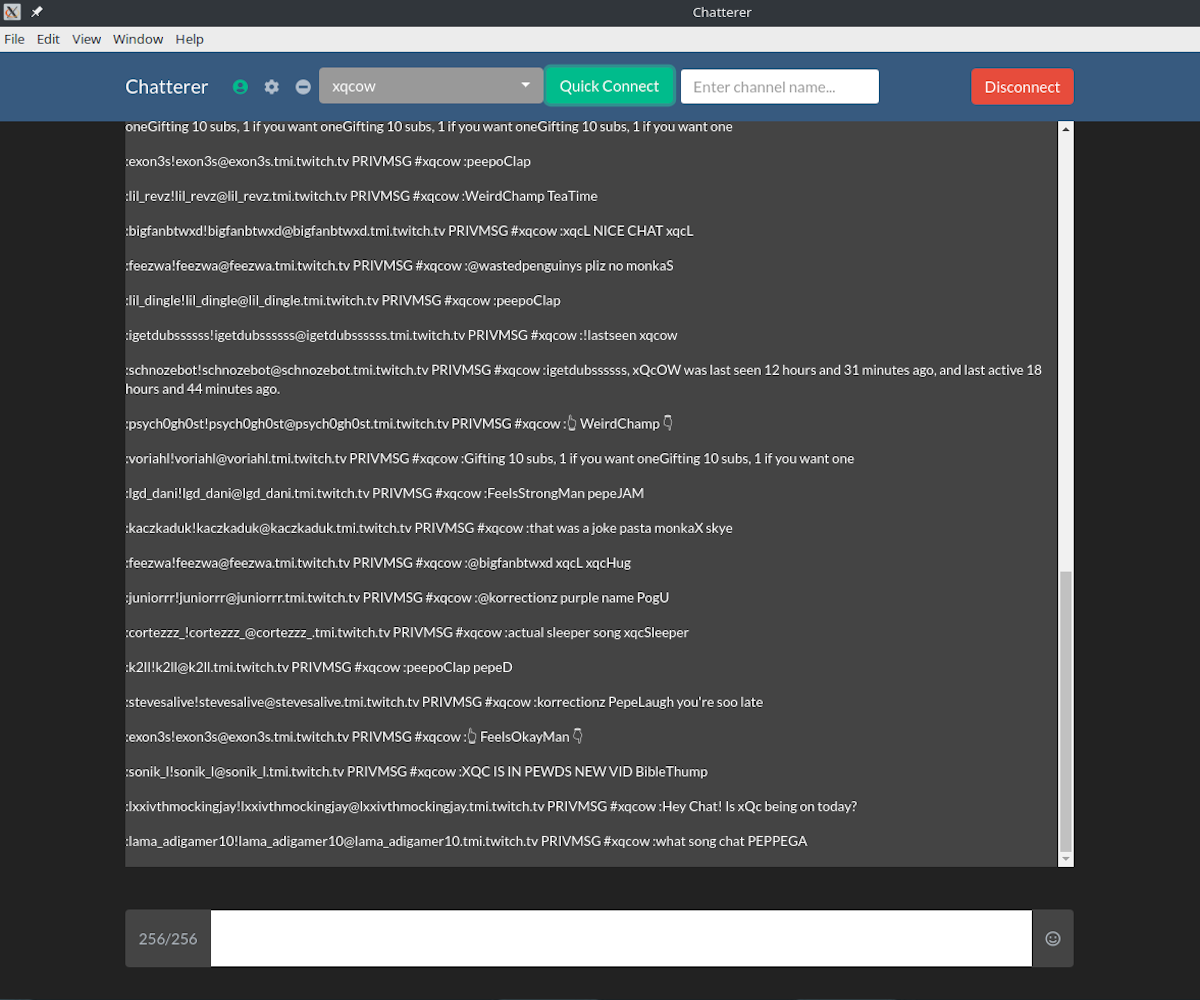 Chatterer
File Edit View Window Help
Chatterer xqcow Quick Connect Enter channel name... Disconnect
oneGifting 10 subs, 1 if you want oneGifting 10 subs, 1 if you want oneGifting 10 subs, 1 if you want one
:exon3s!exon3s@exon3s.tmi.twitch.tv PRIVMSG #xqcow :peepoClap
:lil_revz!lil_revz@lil_revz.tmi.twitch.tv PRIVMSG #xqcow :WeirdChamp TeaTime
:bigfanbtwxd!bigfanbtwxd@bigfanbtwxd.tmi.twitch.tv PRIVMSG #xqcow :xqcL NICE CHAT xqcL
:feezwa!feezwa@feezwa.tmi.twitch.tv PRIVMSG #xqcow :@wastedpenguinys pliz no monkaS
:lil_dingle!lil_dingle@lil_dingle.tmi.twitch.tv PRIVMSG #xqcow :peepoClap
:igetdubssssss!igetdubssssss@igetdubssssss.tmi.twitch.tv PRIVMSG #xqcow :!lastseen xqcow
:schnozebot!schnozebot@schnozebot.tmi.twitch.tv PRIVMSG #xqcow :igetdubssssss, xQcOW was last seen 12 hours and 31 minutes ago, and last active 18
hours and 44 minutes ago.
:psych0gh0st!psych0gh0st@psych0gh0st.tmi.twitch.tv PRIVMSG #xqcow :👆 WeirdChamp 👇
:voriahl!voriahl@voriahl.tmi.twitch.tv PRIVMSG #xqcow :Gifting 10 subs, 1 if you want oneGifting 10 subs, 1 if you want one
:lgd_dani!lgd_dani@lgd_dani.tmi.twitch.tv PRIVMSG #xqcow :FeelsStrongMan pepeJAM
:kaczkaduk!kaczkaduk@kaczkaduk.tmi.twitch.tv PRIVMSG #xqcow :that was a joke pasta monkaX skye
:feezwa!feezwa@feezwa.tmi.twitch.tv PRIVMSG #xqcow :@bigfanbtwxd xqcL xqcHug
:juniorrr!juniorrr@juniorrr.tmi.twitch.tv PRIVMSG #xqcow :@korrectionz purple name PogU
:cortezzz_!cortezzz_@cortezzz_.tmi.twitch.tv PRIVMSG #xqcow :actual sleeper song xqcSleeper
:k2ll!k2ll@k2ll.tmi.twitch.tv PRIVMSG #xqcow :peepoClap pepeD
:stevesalive!stevesalive@stevesalive.tmi.twitch.tv PRIVMSG #xqcow :korrectionz PepeLaugh you're soo late
:exon3s!exon3s@exon3s.tmi.twitch.tv PRIVMSG #xqcow :👆 FeelsOkayMan 👇
:sonik_l!sonik_l@sonik_l.tmi.twitch.tv PRIVMSG #xqcow :XQC IS IN PEWDS NEW VID BibleThump
:lxxivthmockingjay!lxxivthmockingjay@lxxivthmockingjay.tmi.twitch.tv PRIVMSG #xqcow :Hey Chat! Is xQc being on today?
:lama_adigamer10!lama_adigamer10@lama_adigamer10.tmi.twitch.tv PRIVMSG #xqcow :what song chat PEPPEGA
256/256